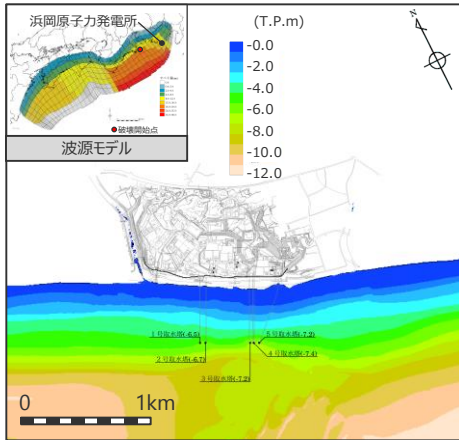 浜岡原子力発電所
破壊開始点
波源モデル
(T.P.m)
-0.0
-2.0
-4.0
-6.0
-8.0
-10.0
-12.0
N
1号取水塔(-6.5)
2号取水塔(-6.7)
3号取水塔(-7.2)
4号取水塔(-7.4)
5号取水塔(-7.2)
0 1km